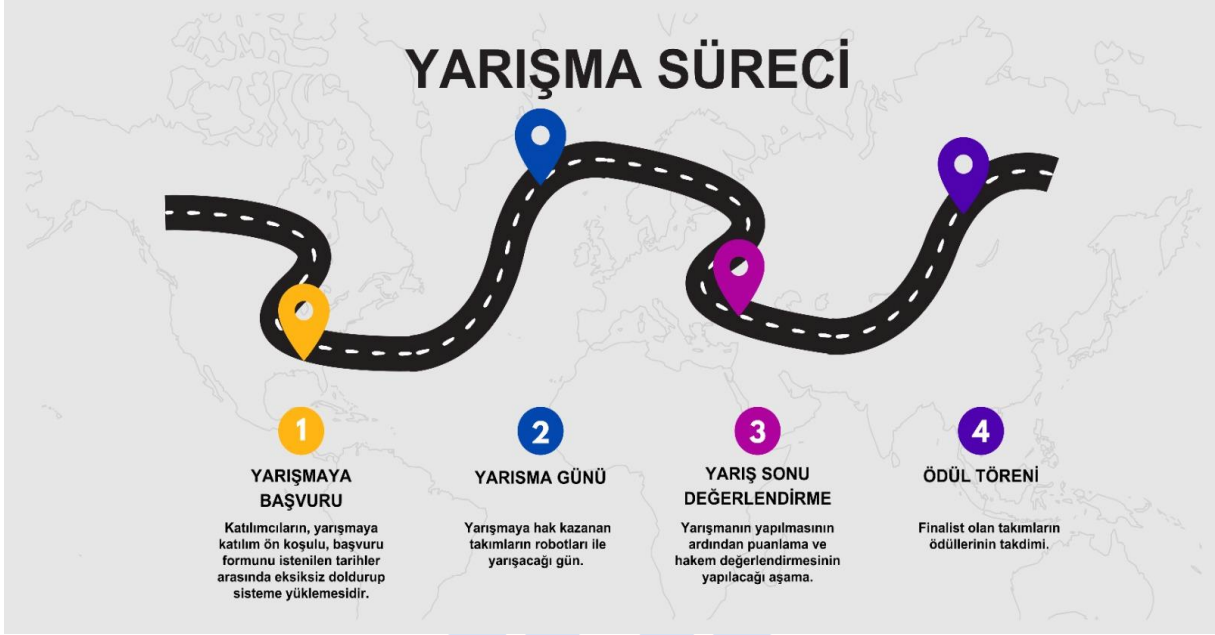 YARIŞMA SÜRECİ
1
YARIŞMAYA
BAŞVURU
Katılımcıların, yarışmaya
katılım ön koşulu, başvuru
formunu istenilen tarihler
arasında eksiksiz doldurup
sisteme yüklemesidir.
2
YARISMA GÜNÜ
Yarışmaya hak kazanan
takımların robotları ile
yarışacağı gün.
3
YARIŞ SONU
DEĞERLENDİRME
Yarışmanın yapılmasının
ardından puanlama ve
hakem değerlendirmesinin
yapılacağı aşama.
4
ÖDÜL TÖRENİ
Finalist olan takımların
ödüllerinin takdimi.